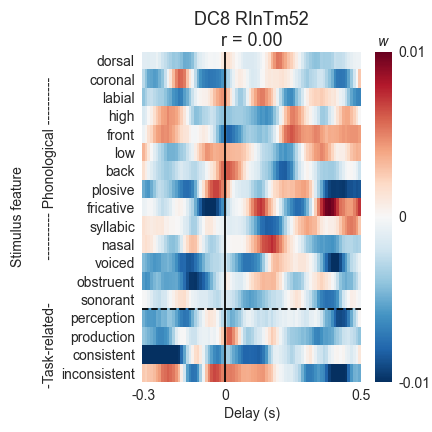 DC8 RInTm52
r = 0.00
w
dorsal
coronal
labial
high
front
low
back
plosive
fricative
syllabic
nasal
voiced
obstruent
sonorant
perception
production
consistent
inconsistent
Stimulus feature
-Task-related- -------- Phonological ----------
0.01
0
-0.01
-0.3 0 0.5
Delay (s)